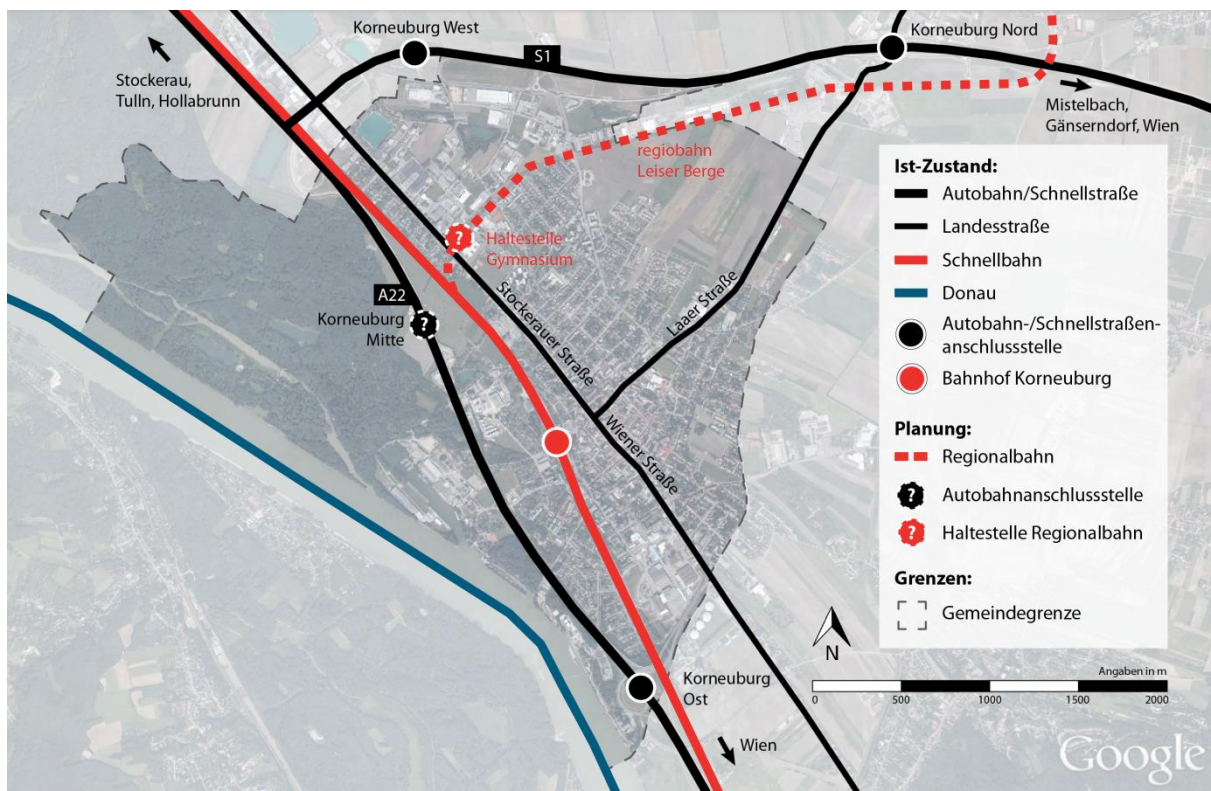 Korneuburg West
S1
Korneuburg Nord
Stockerau,
Tulln, Hollabrunn
Mistelbach,
Gänserndorf, Wien
regiobahn
Leiser Berge
?
Haltestelle
Gymnasium
A22
Korneuburg
Mitte
?
Stockerauer Straße
Laaer Straße
Wiener Straße
Korneuburg
Ost
Wien
Ist-Zustand:
Autobahn/Schnellstraße
Landesstraße
Schnellbahn
Donau
Autobahn-/Schnellstraßen-
anschlussstelle
Bahnhof Korneuburg
Planung:
Regionalbahn
? Autobahnanschlussstelle
? Haltestelle Regionalbahn
Grenzen:
Gemeindegrenze
N
Angaben in m
0 500 1000 1500 2000
Google